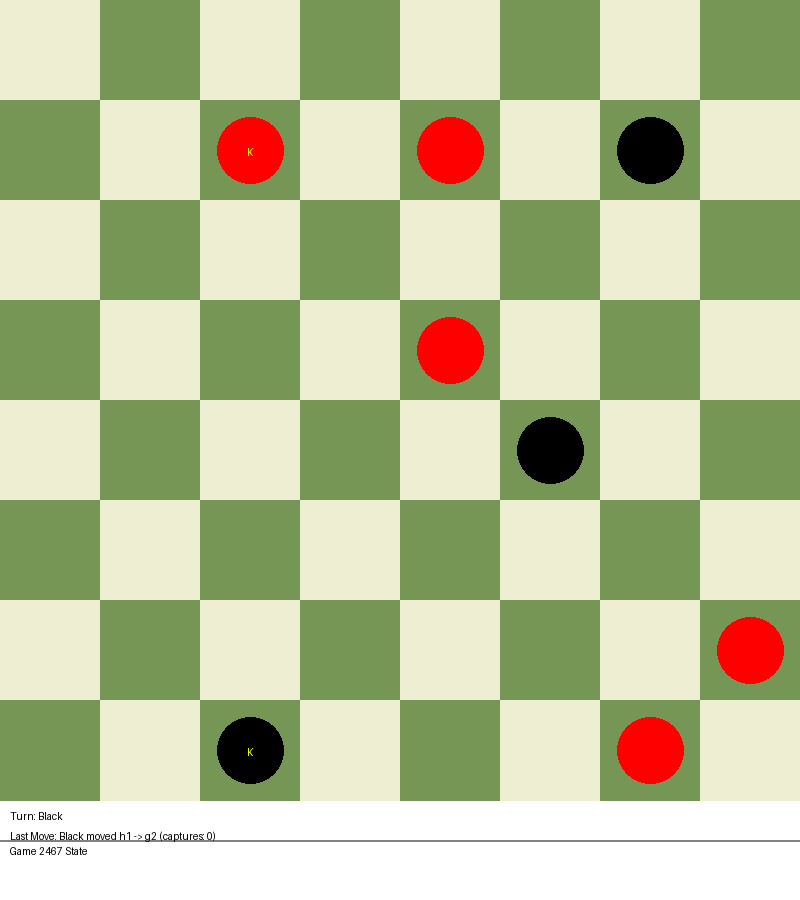 K
K
Turn: Black
Last Move: Black moved h1 -> g2 (captures: 0)
Game 2467 State